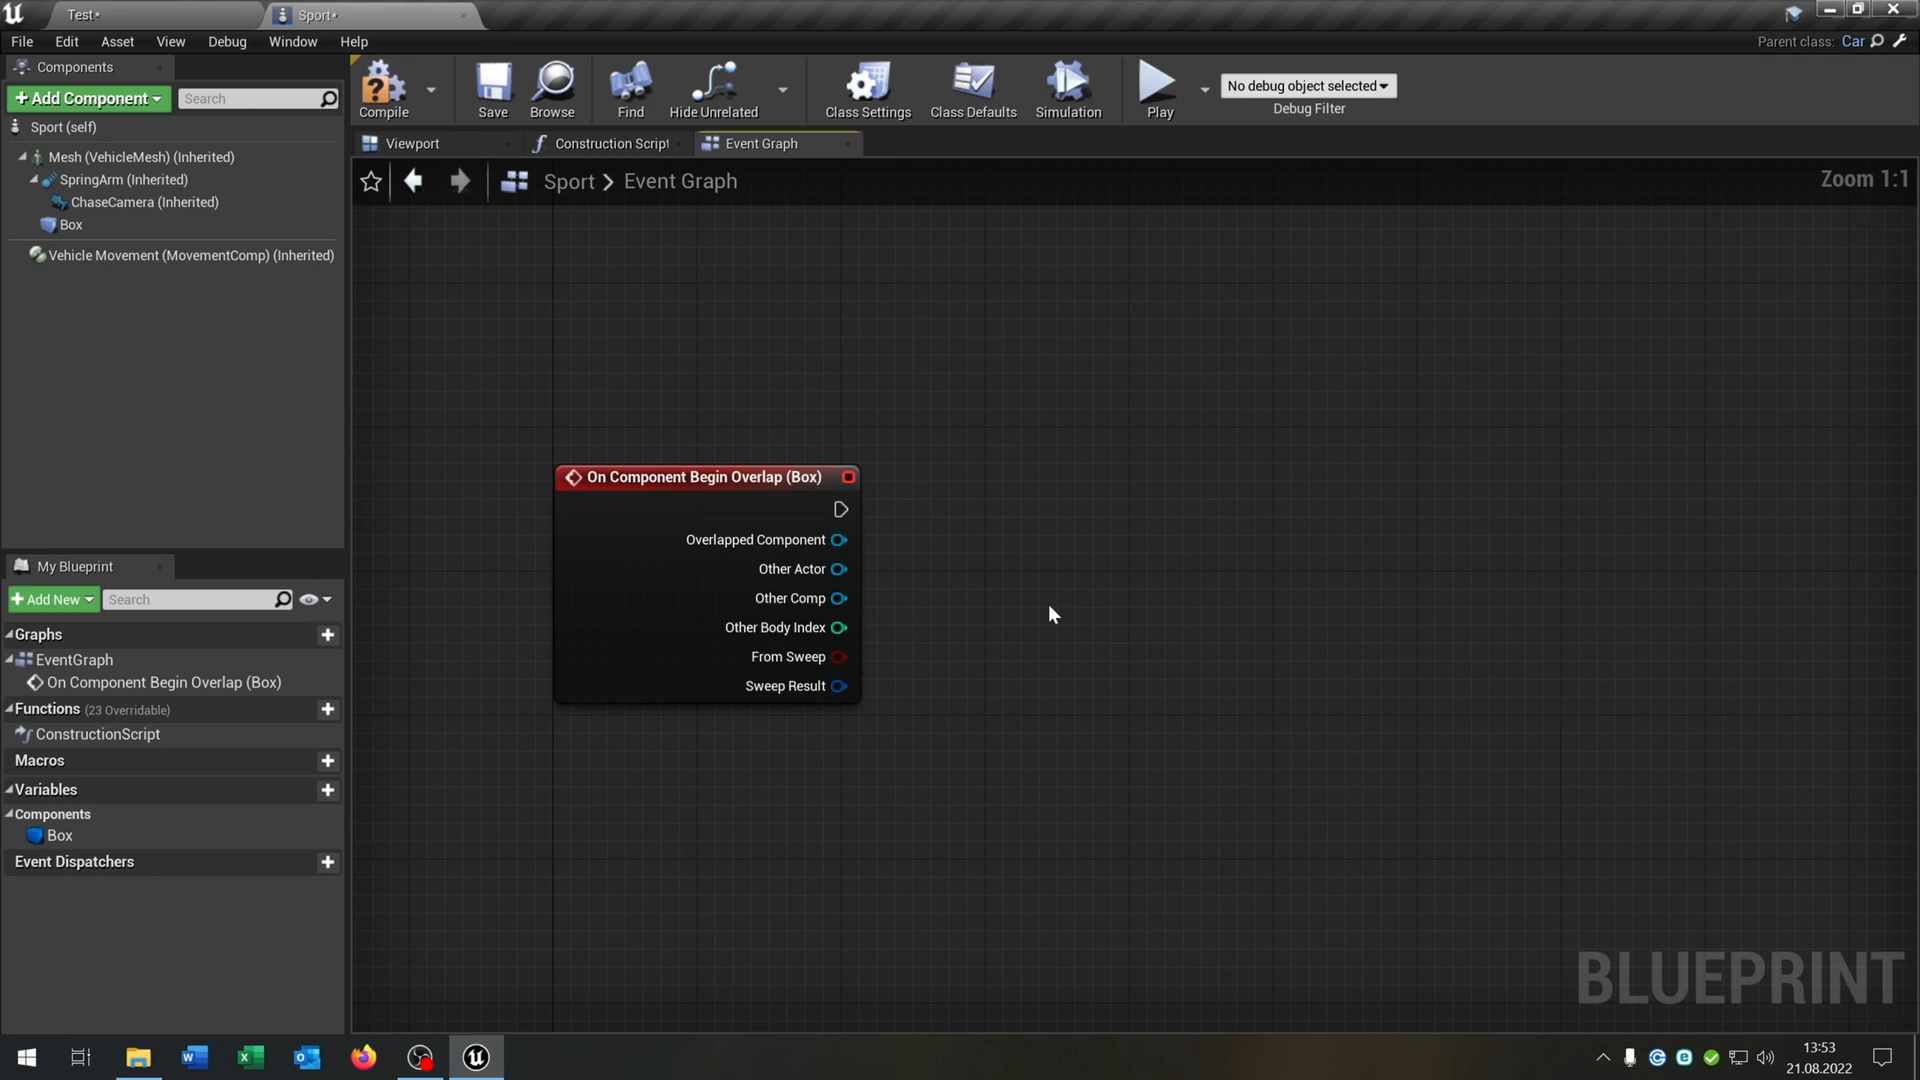 Test*
Sport*
File Edit Asset View Debug Window Help
Parent class: Car
Components
+ Add Component
Search
Sport (self)
Mesh (VehicleMesh) (Inherited)
SpringArm (Inherited)
ChaseCamera (Inherited)
Box
Vehicle Movement (MovementComp) (Inherited)
Compile
Save
Browse
Find
Hide Unrelated
Class Settings
Class Defaults
Simulation
Play
No debug object selected
Debug Filter
Viewport
Construction Script
Event Graph
Sport > Event Graph
Zoom 1:1
On Component Begin Overlap (Box)
Overlapped Component
Other Actor
Other Comp
Other Body Index
From Sweep
Sweep Result
My Blueprint
+ Add New
Search
Graphs
EventGraph
On Component Begin Overlap (Box)
Functions (23 Overridable)
ConstructionScript
Macros
Variables
Components
Box
Event Dispatchers
BLUEPRINT
13:53
21.08.2022